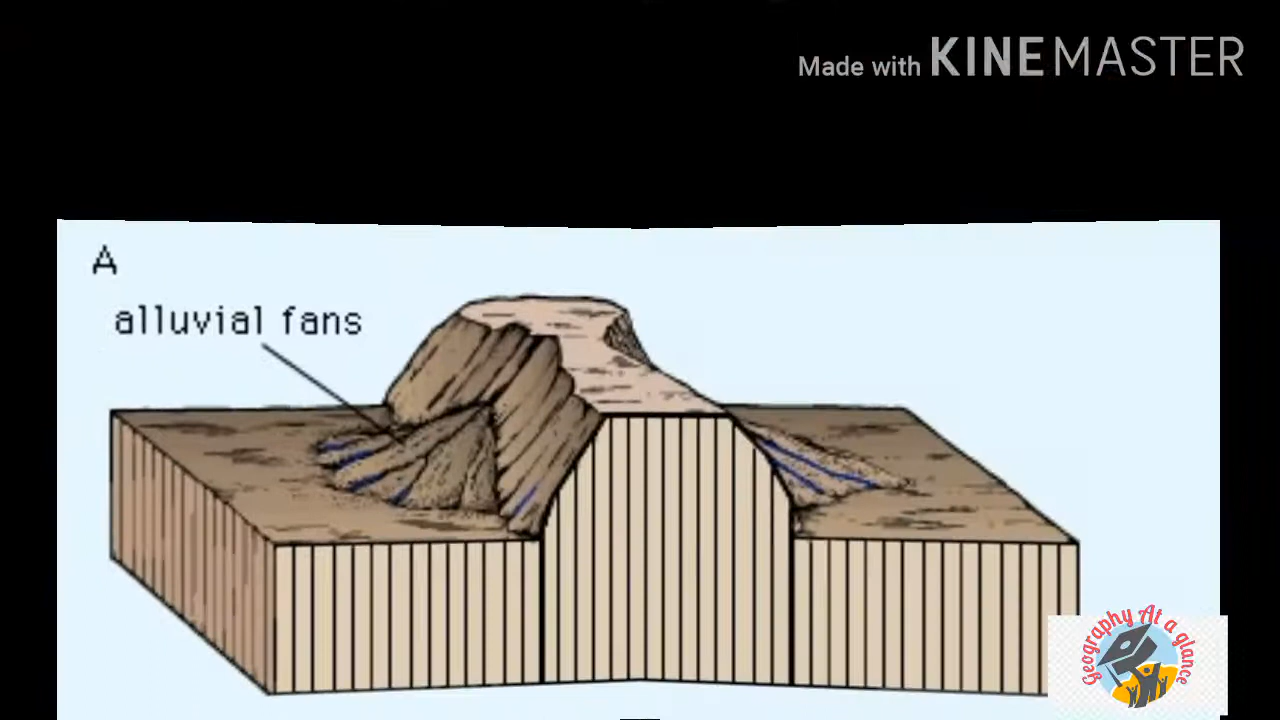 Made with KINEMASTER
A
alluvial fans
Geography At a glance